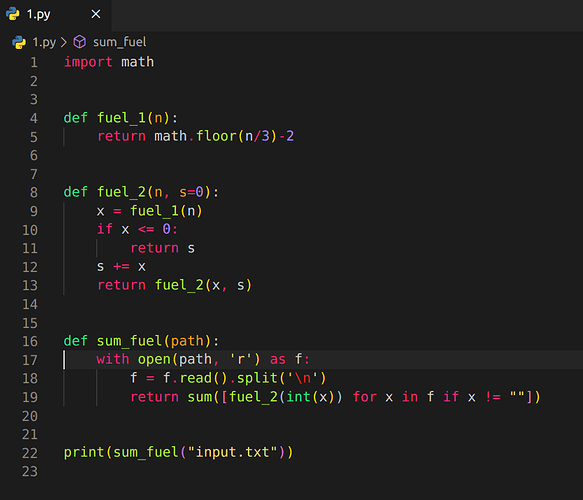 1.py ×
1.py > sum_fuel
1 import math
2
3
4 def fuel_1(n):
5     return math.floor(n/3)-2
6
7
8 def fuel_2(n, s=0):
9     x = fuel_1(n)
10     if x <= 0:
11         return s
12     s += x
13     return fuel_2(x, s)
14
15
16 def sum_fuel(path):
17     with open(path, 'r') as f:
18         f = f.read().split('\n')
19         return sum([fuel_2(int(x)) for x in f if x != ""])
20
21
22 print(sum_fuel("input.txt"))
23